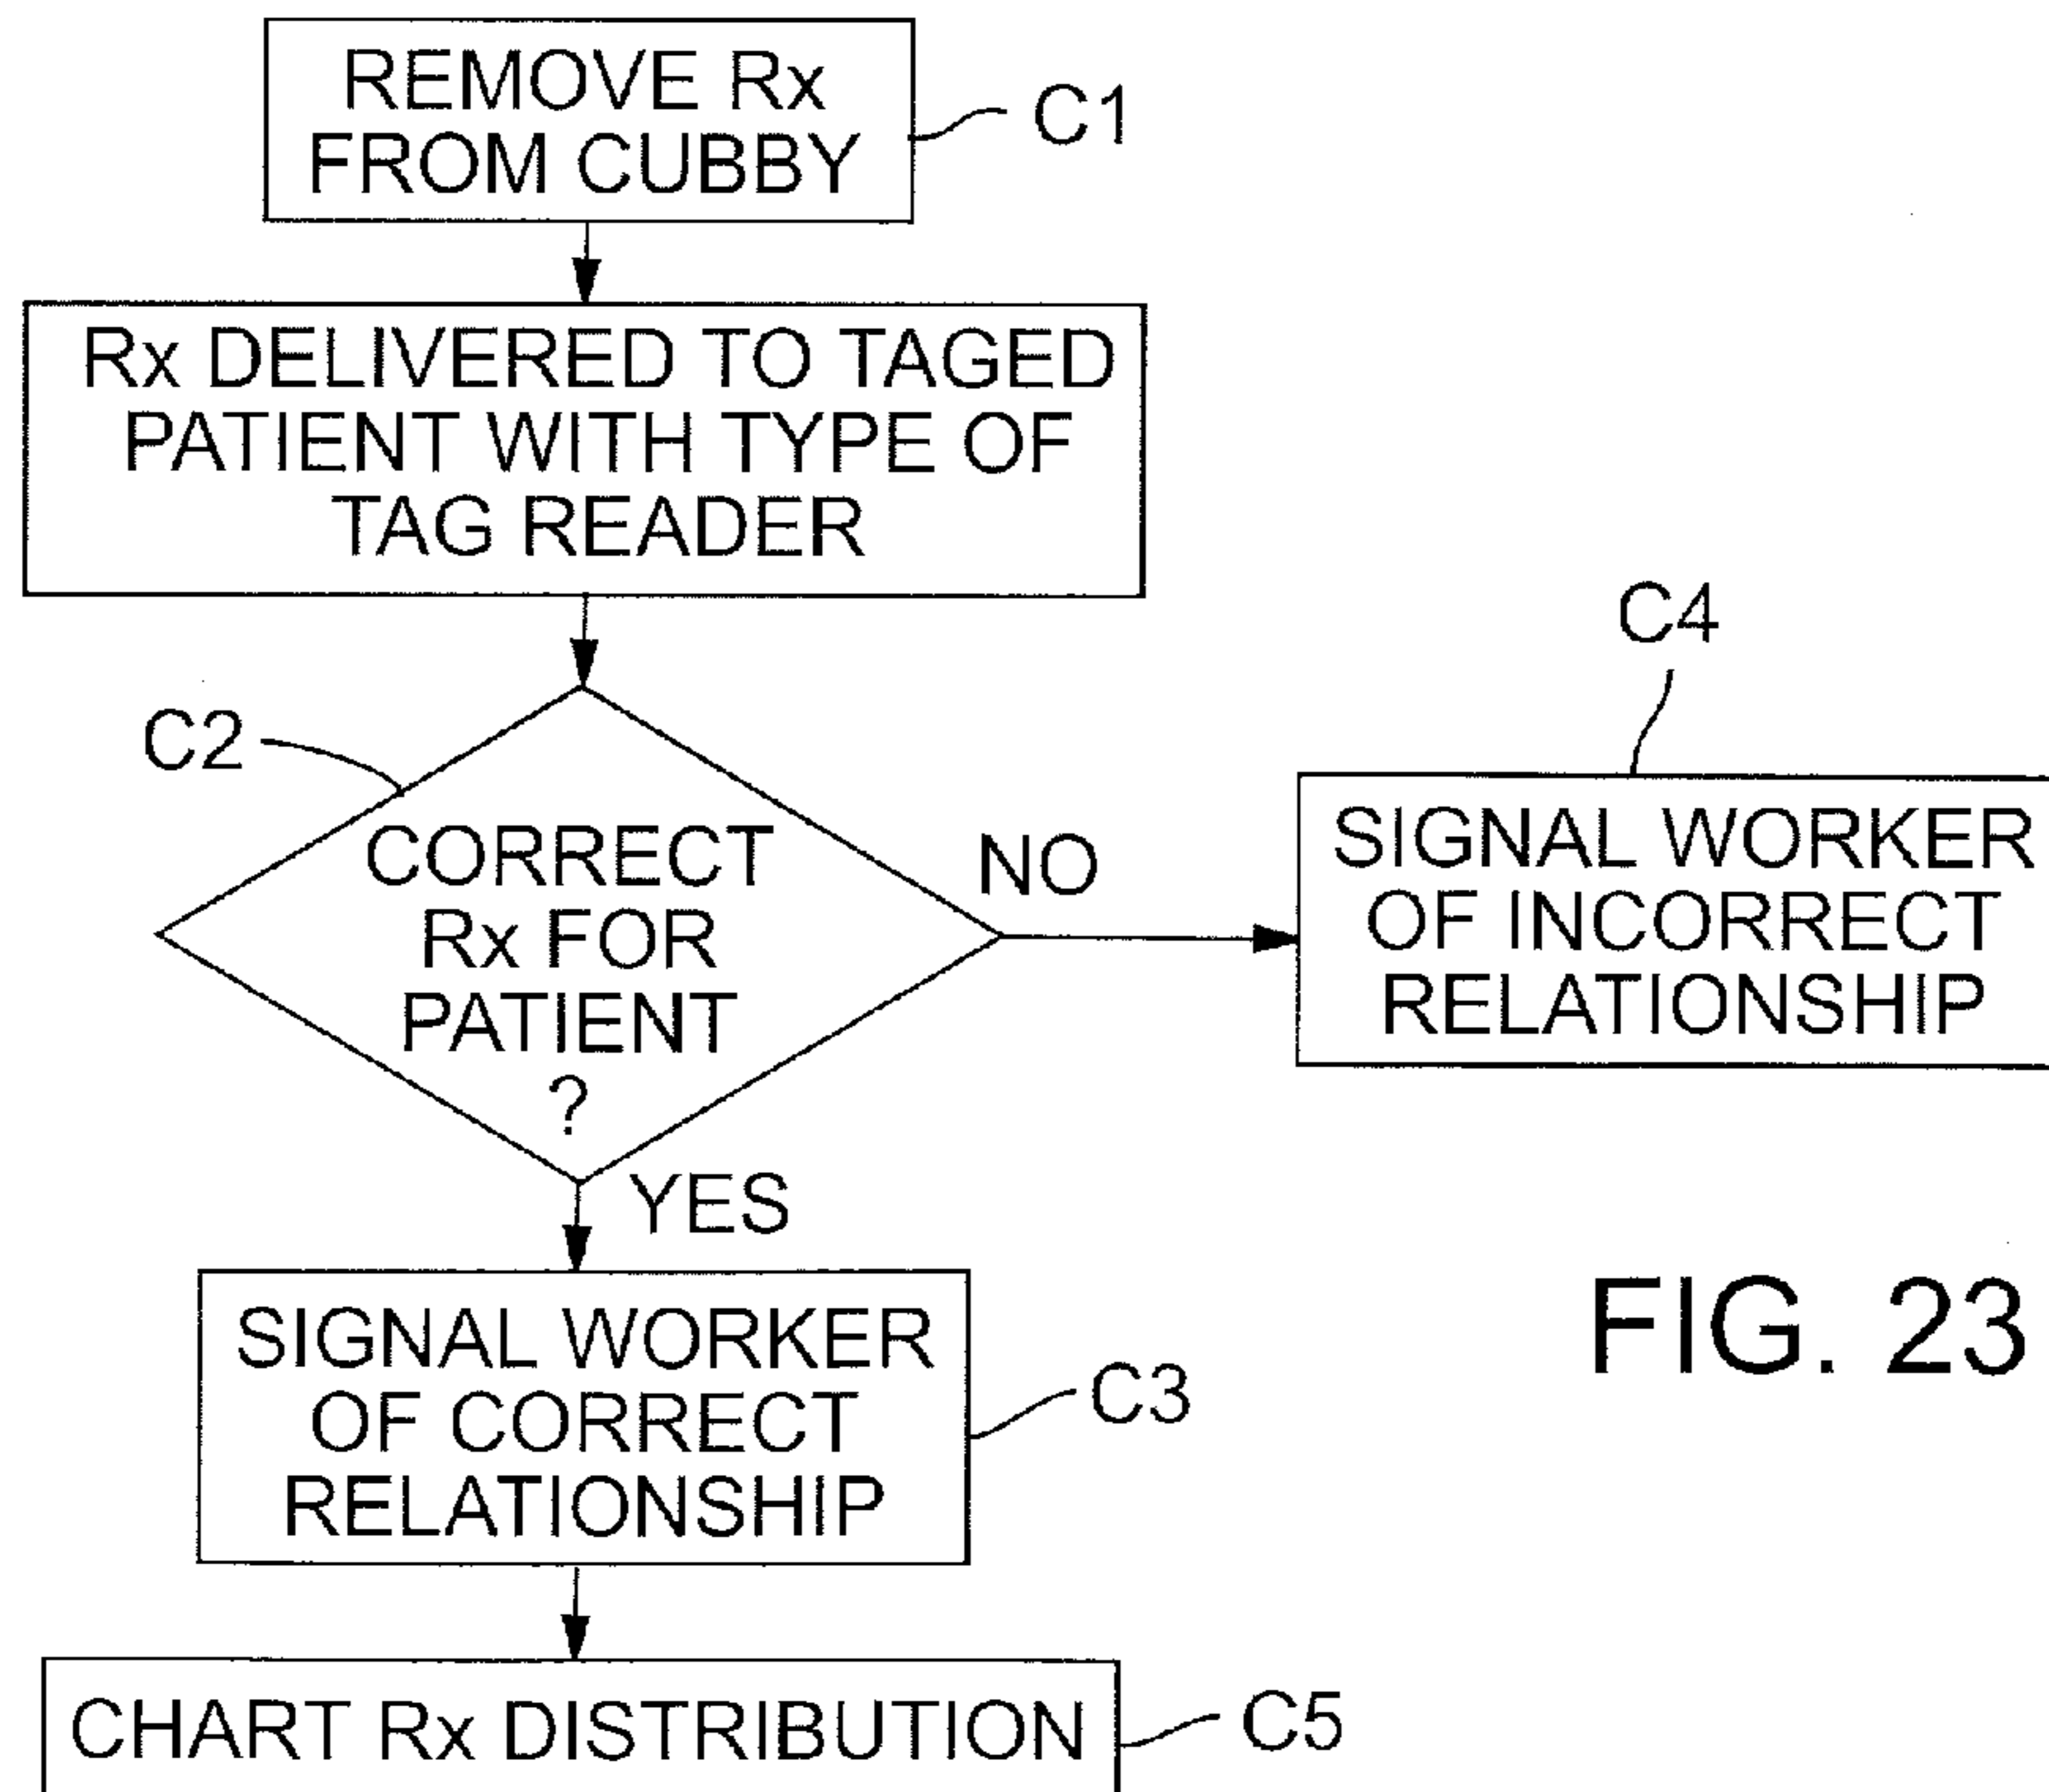 REMOVE Rx
FROM CUBBY
C1
Rx DELIVERED TO TAGED
PATIENT WITH TYPE OF
TAG READER
C2
CORRECT
Rx FOR
PATIENT
?
NO
C4
SIGNAL WORKER
OF INCORRECT
RELATIONSHIP
YES
SIGNAL WORKER
OF CORRECT
RELATIONSHIP
C3
CHART Rx DISTRIBUTION
C5
FIG. 23